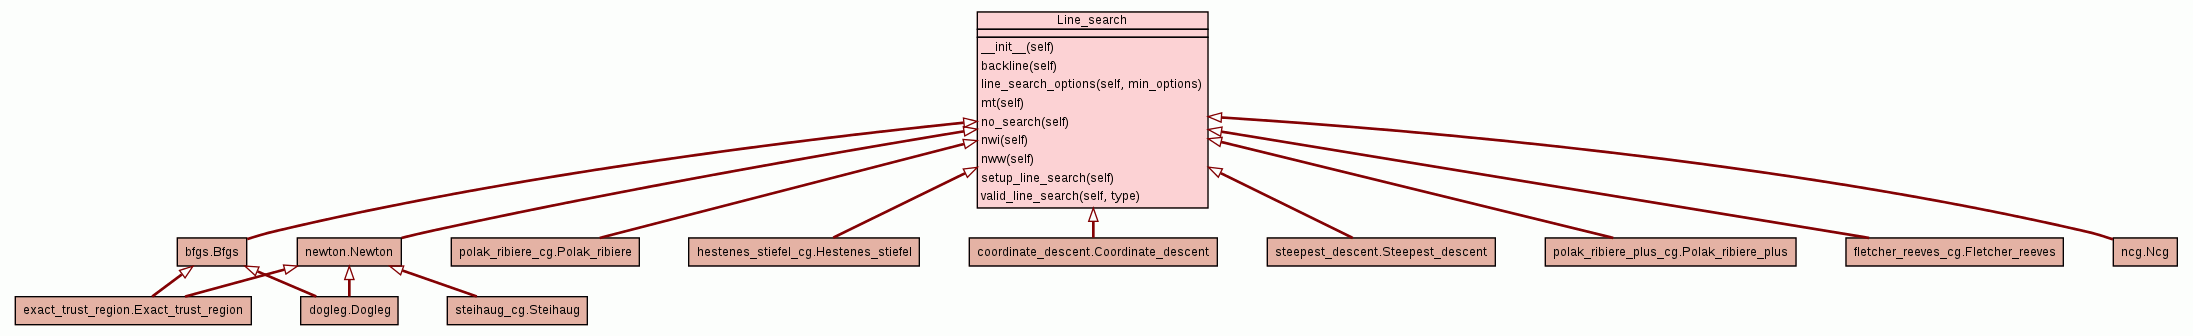 Line_search
__init__(self)
backline(self)
line_search_options(self, min_options)
mt(self)
no_search(self)
nwi(self)
nww(self)
setup_line_search(self)
valid_line_search(self, type)
bfgs.Bfgs
newton.Newton
polak_ribiere_cg.Polak_ribiere
hestenes_stiefel_cg.Hestenes_stiefel
coordinate_descent.Coordinate_descent
steepest_descent.Steepest_descent
polak_ribiere_plus_cg.Polak_ribiere_plus
fletcher_reeves_cg.Fletcher_reeves
ncg.Ncg
exact_trust_region.Exact_trust_region
dogleg.Dogleg
steihaug_cg.Steihaug